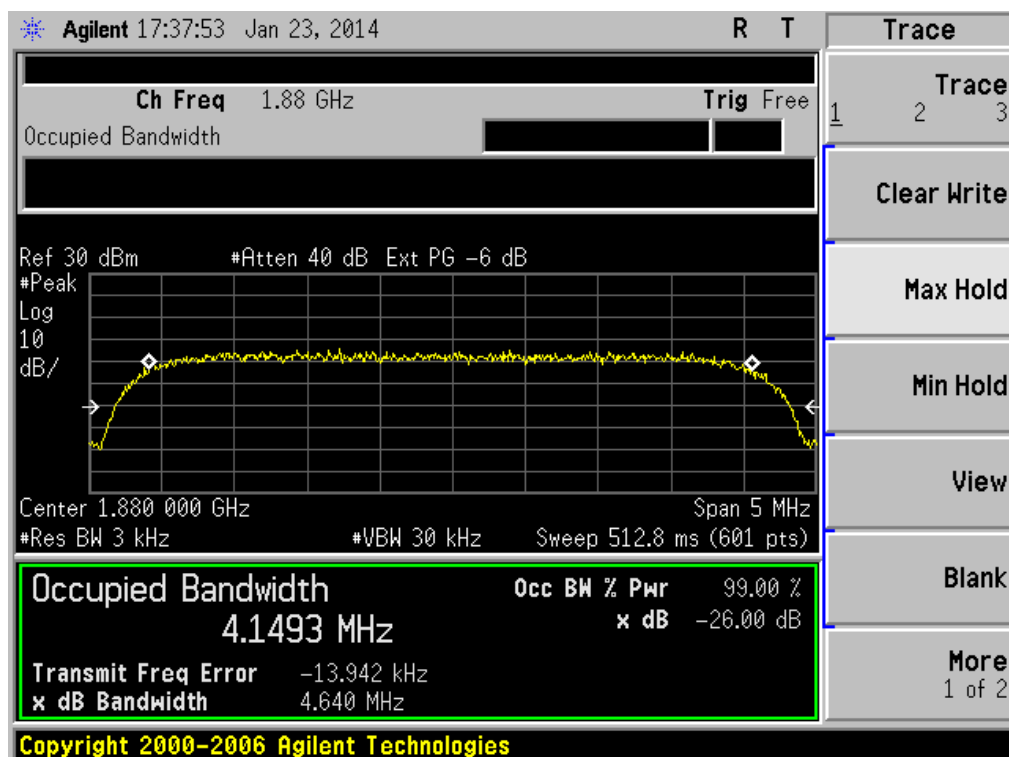 Agilent 17:37:53 Jan 23, 2014 R T
Trace
Ch Freq 1.88 GHz Trig Free
Occupied Bandwidth
Ref 30 dBm #Atten 40 dB Ext PG -6 dB
#Peak
Log
10
dB/
Center 1.880 000 GHz Span 5 MHz
#Res BW 3 kHz #VBW 30 kHz Sweep 512.8 ms (601 pts)
Occupied Bandwidth Occ BW % Pwr 99.00 %
4.1493 MHz x dB -26.00 dB
Transmit Freq Error -13.942 kHz
x dB Bandwidth 4.640 MHz
Copyright 2000-2006 Agilent Technologies
Trace
1 2 3
Clear Write
Max Hold
Min Hold
View
Blank
More
1 of 2